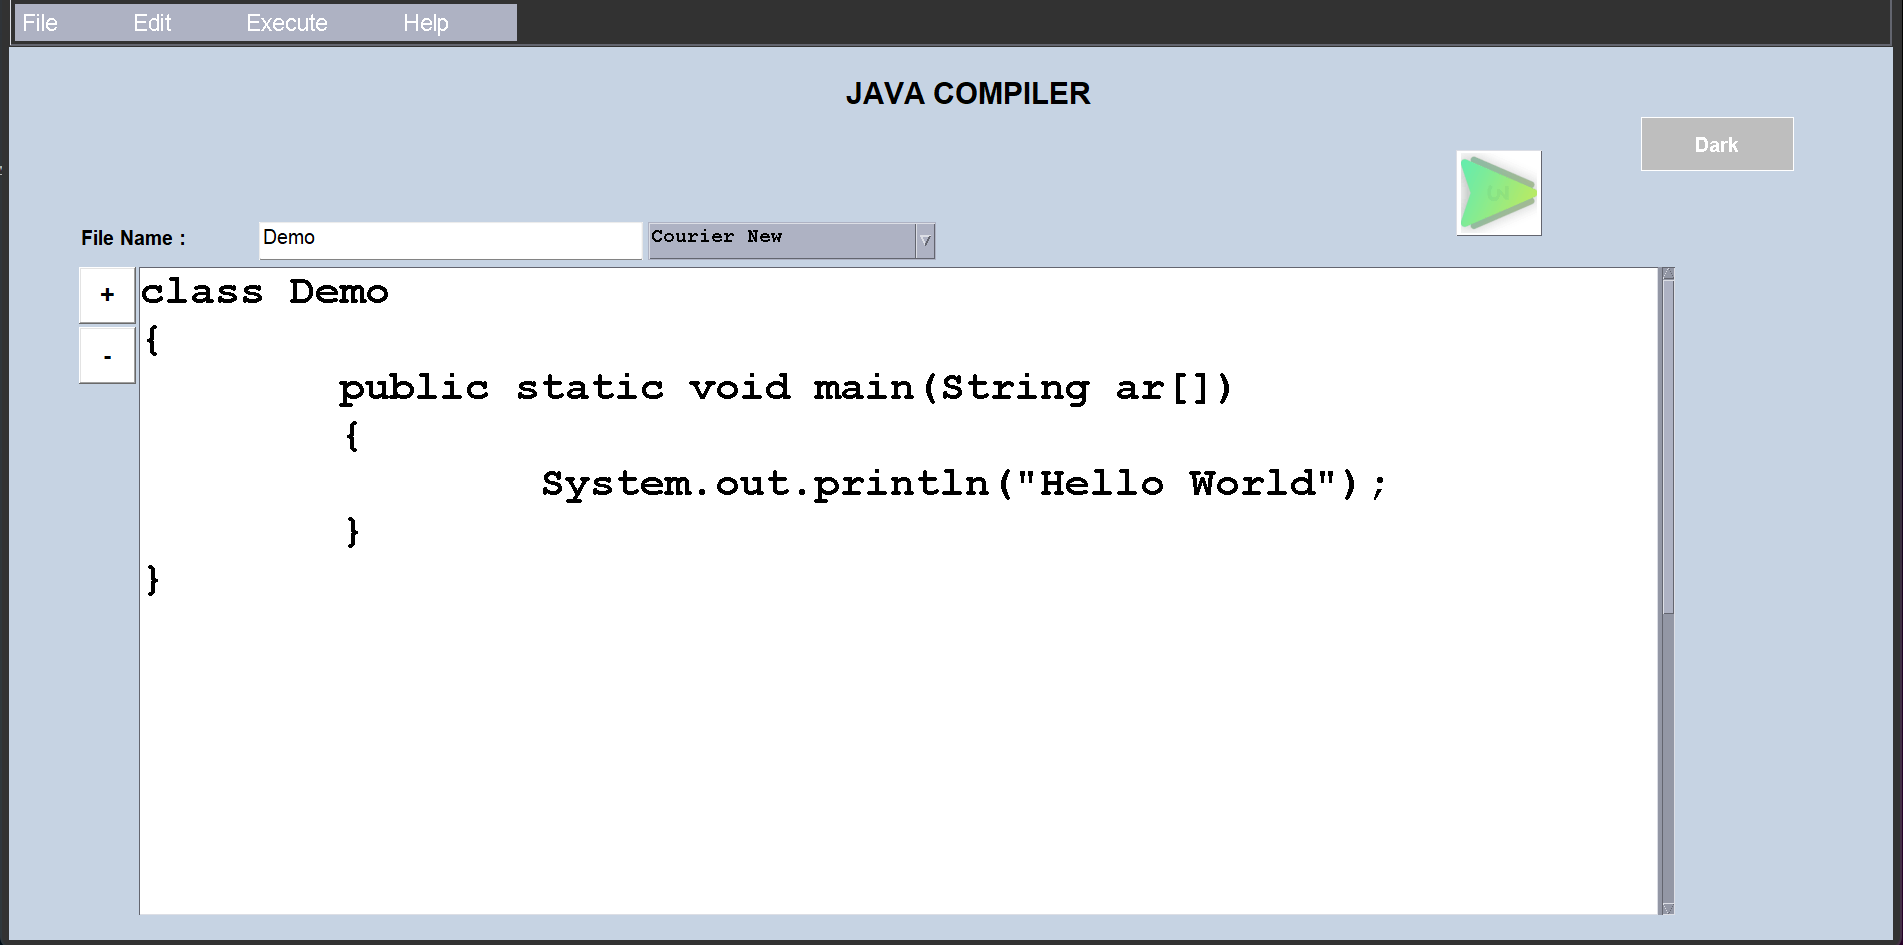 File Edit Execute Help
JAVA COMPILER
Dark
File Name :
Demo
Courier New
+
-
class Demo
{
public static void main(String ar[])
{
System.out.println("Hello World");
}
}